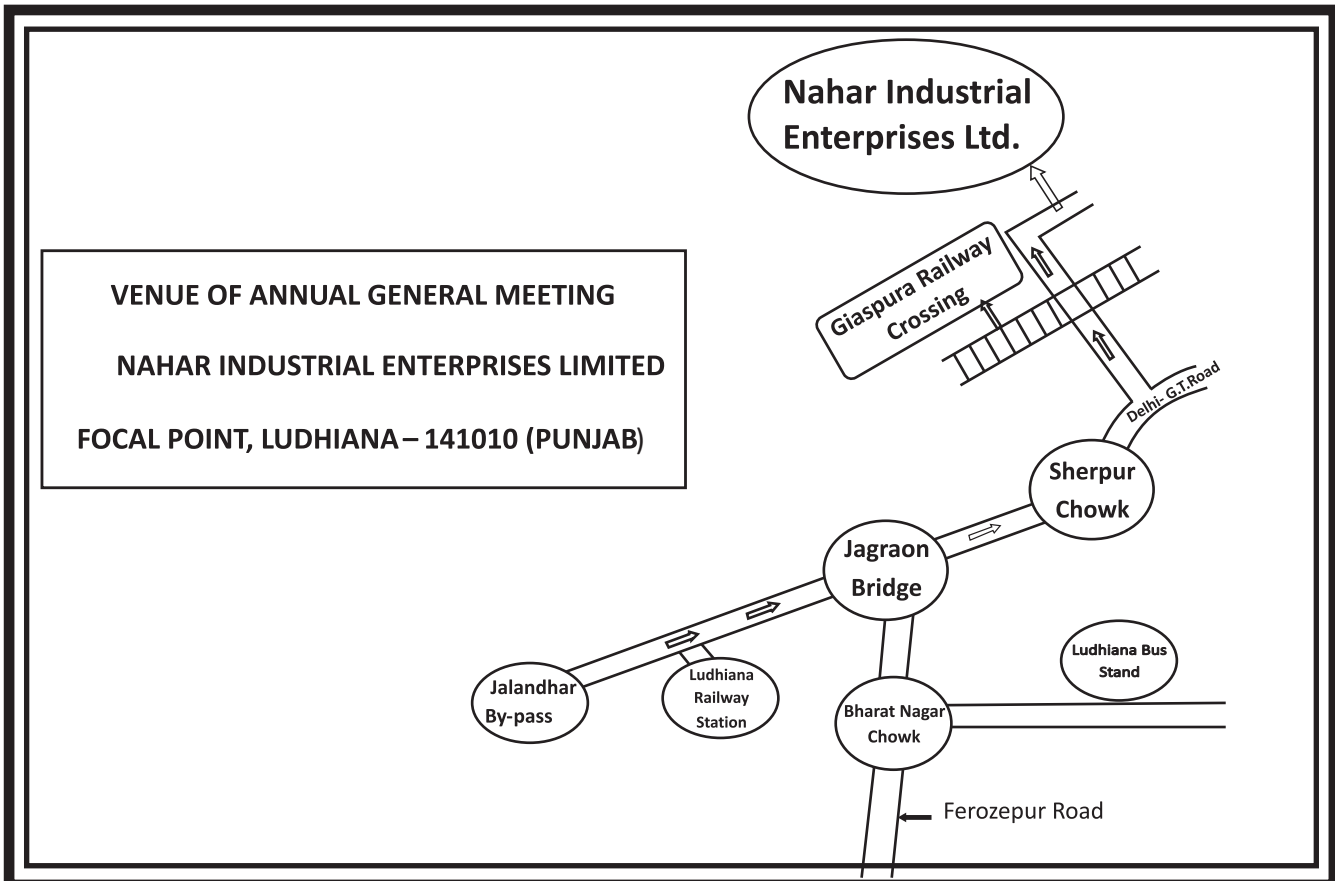 Nahar Industrial
Enterprises Ltd.
VENUE OF ANNUAL GENERAL MEETING
NAHAR INDUSTRIAL ENTERPRISES LIMITED
FOCAL POINT, LUDHIANA – 141010 (PUNJAB)
Giaspura Railway
Crossing
Delhi- G.T.Road
Sherpur
Chowk
Jagraon
Bridge
Ludhiana Bus
Stand
Jalandhar
By-pass
Ludhiana
Railway
Station
Bharat Nagar
Chowk
Ferozepur Road